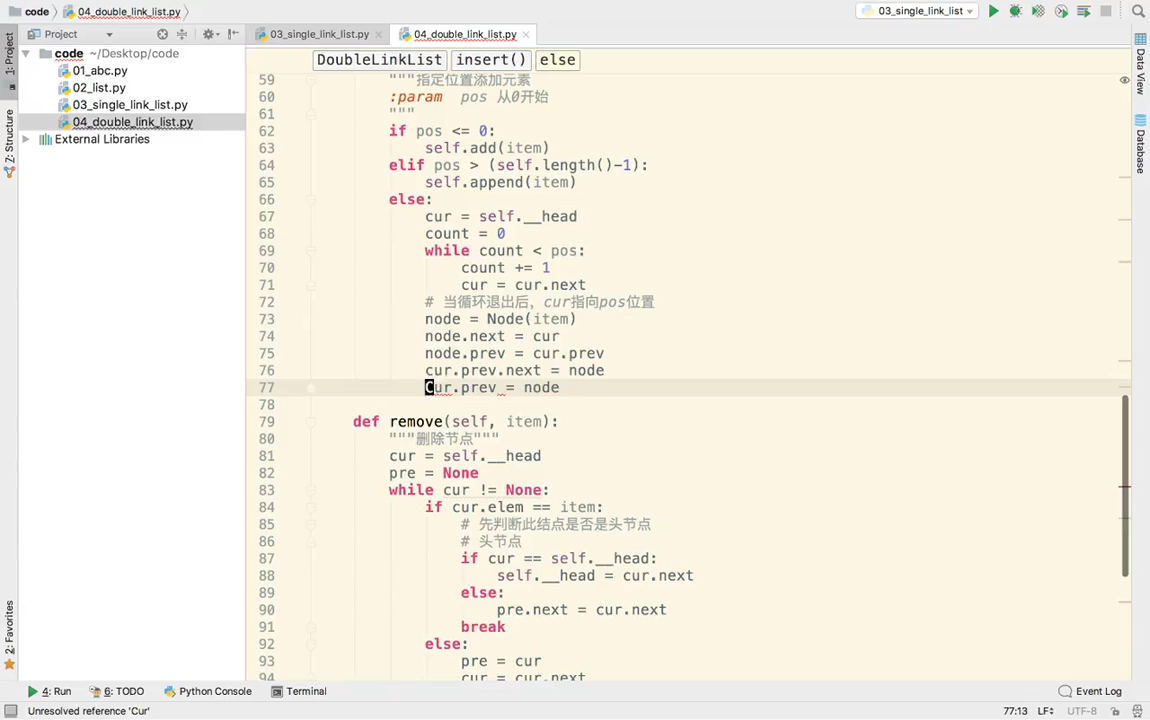 code 04_double_link_list.py 03_single_link_list
Project 03_single_link_list.py 04_double_link_list.py
code ~/Desktop/code
01_abc.py
02_list.py
03_single_link_list.py
04_double_link_list.py
External Libraries
1: Project
Z: Structure
2: Favorites
Data View
Database
DoubleLinkList insert() else
59 """指定位置添加元素
60 :param pos 从0开始
61 """
62 if pos <= 0:
63 self.add(item)
64 elif pos > (self.length()-1):
65 self.append(item)
66 else:
67 cur = self.__head
68 count = 0
69 while count < pos:
70 count += 1
71 cur = cur.next
72 # 当循环退出后，cur指向pos位置
73 node = Node(item)
74 node.next = cur
75 node.prev = cur.prev
76 cur.prev.next = node
77 Cur.prev = node
78
79 def remove(self, item):
80 """删除节点"""
81 cur = self.__head
82 pre = None
83 while cur != None:
84 if cur.elem == item:
85 # 先判断此结点是否是头节点
86 # 头节点
87 if cur == self.__head:
88 self.__head = cur.next
89 else:
90 pre.next = cur.next
91 break
92 else:
93 pre = cur
94 cur = cur.next
4: Run 6: TODO Python Console Terminal Event Log
Unresolved reference 'Cur' 77:13 LF UTF-8